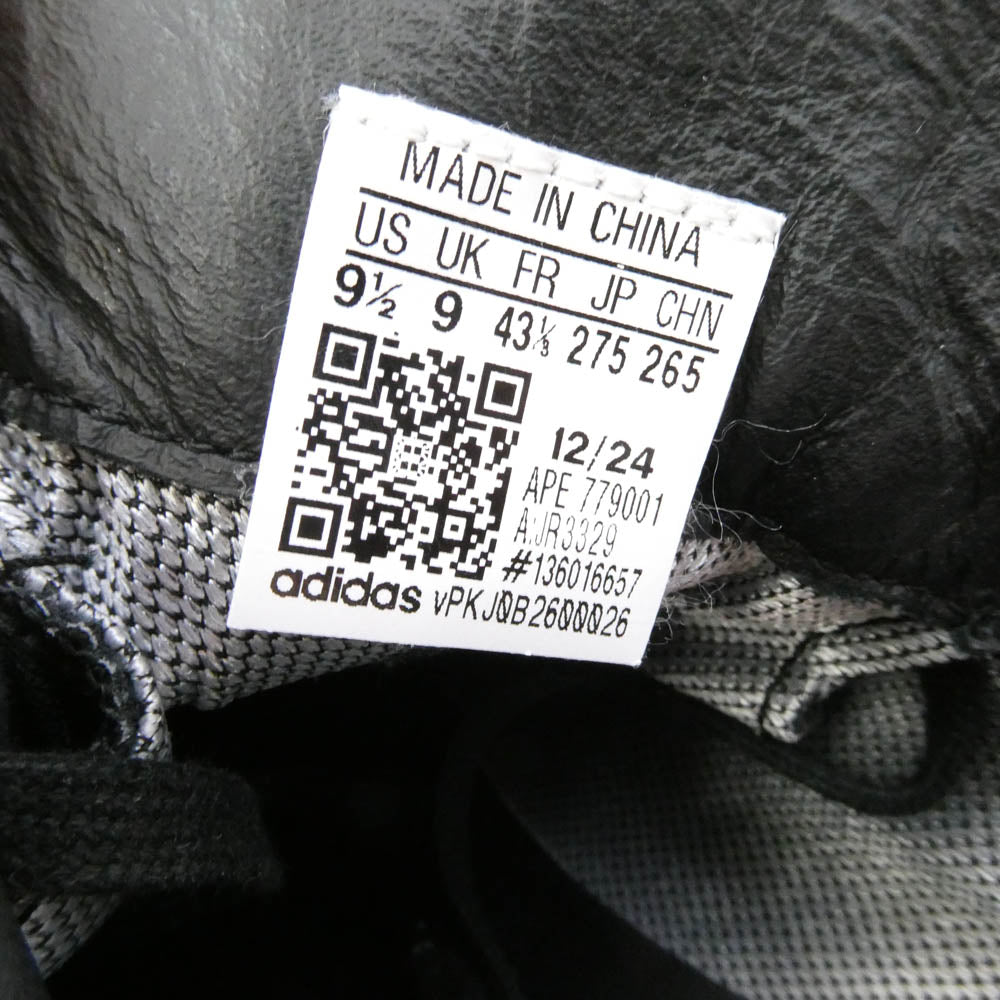 MADE IN CHINA
US UK FR JP CHN
9½ 9 43⅓ 275 265
12/24
APE 779001
A:JR3329
#136016657
adidas vPKJ0B2600026